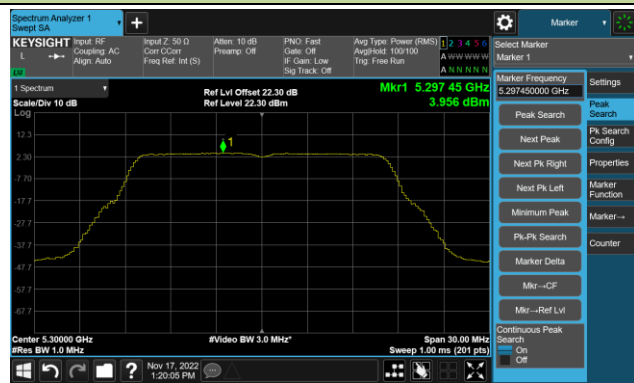 Spectrum Analyzer 1
Swept SA
Marker
KEYSIGHT
L
Input: RF
Coupling: AC
Align: Auto
Input Z: 50 Ω
Corr CCorr
Freq Ref: Int (S)
Atten: 10 dB
Preamp: Off
PNO: Fast
Gate: Off
IF Gain: Low
Sig Track: Off
Avg Type: Power (RMS)
Avg|Hold: 100/100
Trig: Free Run
1 2 3 4 5 6
A W W W W W
A N N N N N
Select Marker
Marker 1
1 Spectrum
Scale/Div 10 dB
Log
Ref Lvl Offset 22.30 dB
Ref Level 22.30 dBm
Mkr1 5.297 45 GHz
3.956 dBm
1
12.3
2.30
-7.70
-17.7
-27.7
-37.7
-47.7
-57.7
-67.7
Center 5.30000 GHz
#Res BW 1.0 MHz
#Video BW 3.0 MHz*
Span 30.00 MHz
Sweep 1.00 ms (201 pts)
Marker Frequency
5.297450000 GHz
Peak Search
Next Peak
Next Pk Right
Next Pk Left
Minimum Peak
Pk-Pk Search
Marker Delta
Mkr→CF
Mkr→Ref Lvl
Continuous Peak
Search
On
Off
Settings
Peak
Search
Pk Search
Config
Properties
Marker
Function
Marker→
Counter
?
Nov 17, 2022
1:20:05 PM